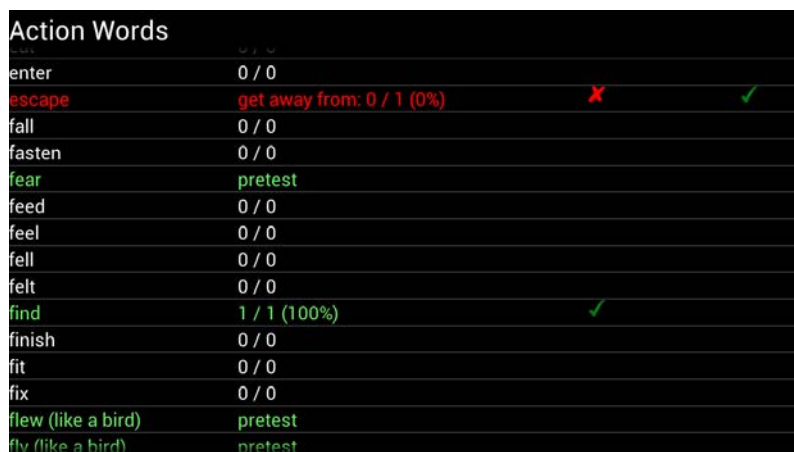 Action Words
enter 0 / 0
escape get away from: 0 / 1 (0%) ✘ ✓
fall 0 / 0
fasten 0 / 0
fear pretest
feed 0 / 0
feel 0 / 0
fell 0 / 0
felt 0 / 0
find 1 / 1 (100%) ✓
finish 0 / 0
fit 0 / 0
fix 0 / 0
flew (like a bird) pretest
fly (like a bird) pretest